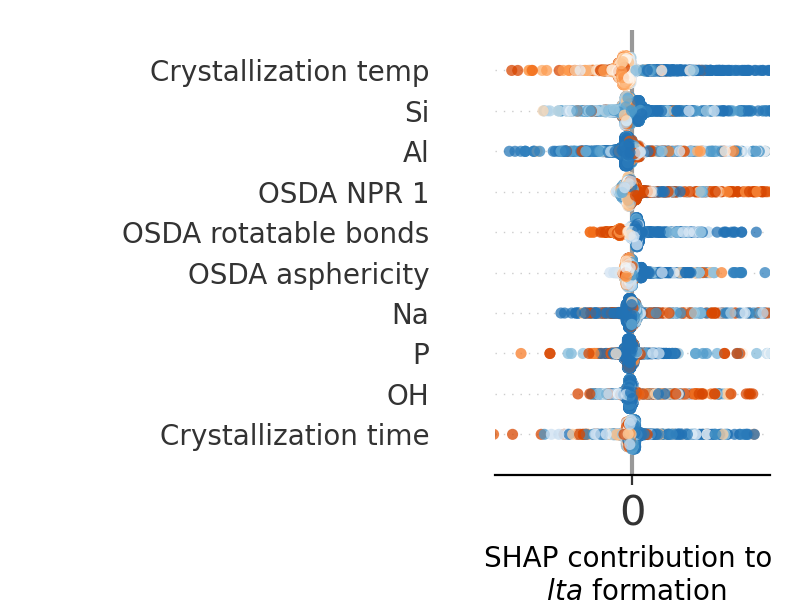 Crystallization temp
Si
Al
OSDA NPR 1
OSDA rotatable bonds
OSDA asphericity
Na
P
OH
Crystallization time
0
SHAP contribution to
lta formation